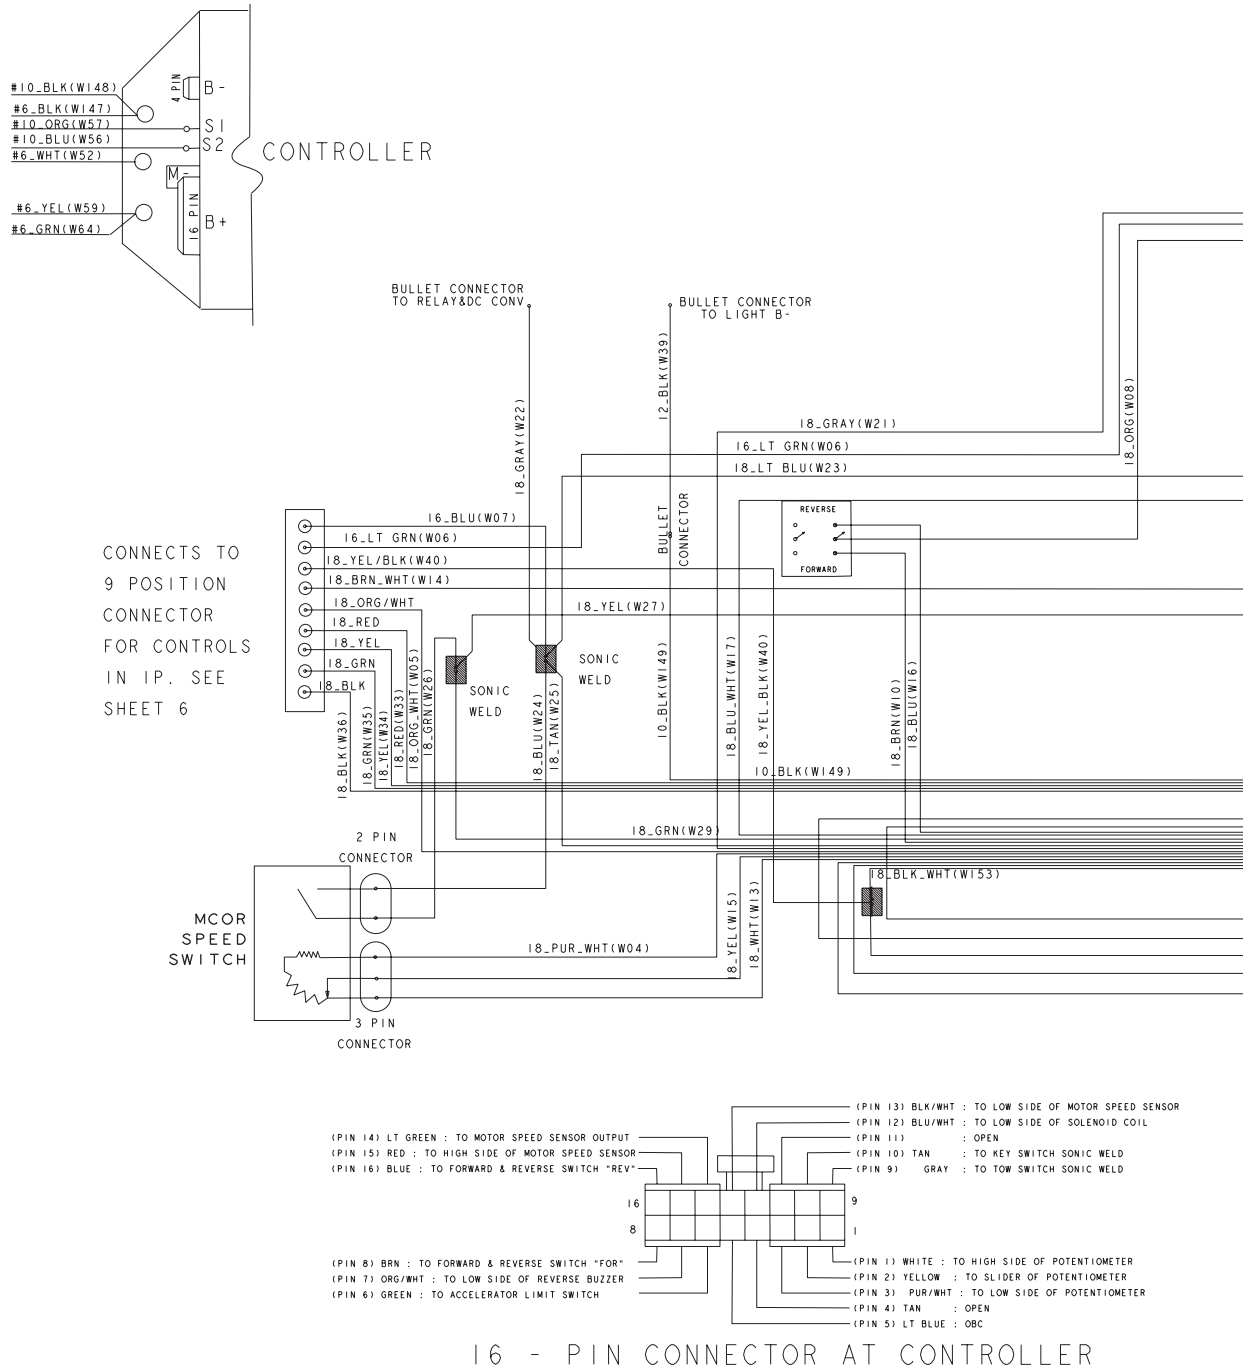 #10_BLK(W148)
#6_BLK(W147)
#10_ORG(W57)
#10_BLU(W56)
#6_WHT(W52)
#6_YEL(W59)
#6_GRN(W64)
4 PIN
B-
S1
S2
M-
16 PIN
B+
CONTROLLER
BULLET CONNECTOR
TO RELAY&DC CONV
BULLET CONNECTOR
TO LIGHT B-
18_GRAY(W22)
12_BLK(W39)
18_GRAY(W21)
16_LT GRN(W06)
18_LT BLU(W23)
18_ORG(W08)
BULLET
CONNECTOR
REVERSE
FORWARD
CONNECTS TO
9 POSITION
CONNECTOR
FOR CONTROLS
IN IP. SEE
SHEET 6
16_BLU(W07)
16_LT GRN(W06)
18_YEL/BLK(W40)
18_BRN_WHT(W14)
18_ORG/WHT
18_RED
18_YEL
18_GRN
18_BLK
18_YEL(W27)
SONIC
WELD
SONIC
WELD
18_BLK(W36)
18_GRN(W35)
18_YEL(W34)
18_RED(W33)
18_ORG_WHT(W05)
18_GRN(W26)
18_BLU(W24)
18_TAN(W25)
10_BLK(W149)
18_BLU_WHT(W17)
18_YEL_BLK(W40)
18_BRN(W10)
18_BLU(W16)
10_BLK(W149)
18_GRN(W29)
2 PIN
CONNECTOR
MCOR
SPEED
SWITCH
18_PUR_WHT(W04)
18_YEL(W15)
18_WHT(W13)
18_BLK_WHT(W153)
3 PIN
CONNECTOR
(PIN 14) LT GREEN : TO MOTOR SPEED SENSOR OUTPUT
(PIN 15) RED : TO HIGH SIDE OF MOTOR SPEED SENSOR
(PIN 16) BLUE : TO FORWARD & REVERSE SWITCH "REV"
(PIN 13) BLK/WHT : TO LOW SIDE OF MOTOR SPEED SENSOR
(PIN 12) BLU/WHT : TO LOW SIDE OF SOLENOID COIL
(PIN 11) : OPEN
(PIN 10) TAN : TO KEY SWITCH SONIC WELD
(PIN 9) GRAY : TO TOW SWITCH SONIC WELD
16
9
8
1
(PIN 8) BRN : TO FORWARD & REVERSE SWITCH "FOR"
(PIN 7) ORG/WHT : TO LOW SIDE OF REVERSE BUZZER
(PIN 6) GREEN : TO ACCELERATOR LIMIT SWITCH
(PIN 1) WHITE : TO HIGH SIDE OF POTENTIOMETER
(PIN 2) YELLOW : TO SLIDER OF POTENTIOMETER
(PIN 3) PUR/WHT : TO LOW SIDE OF POTENTIOMETER
(PIN 4) TAN : OPEN
(PIN 5) LT BLUE : OBC
16 - PIN CONNECTOR AT CONTROLLER